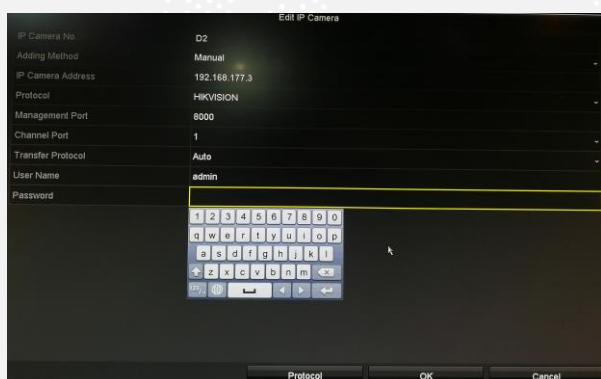 Edit IP Camera
IP Camera No. D2
Adding Method Manual
IP Camera Address 192.168.177.3
Protocol HIKVISION
Management Port 8000
Channel Port 1
Transfer Protocol Auto
User Name admin
Password
1 2 3 4 5 6 7 8 9 0
q w e r t y u i o p
a s d f g h j k l
z x c v b n m
Protocol OK Cancel